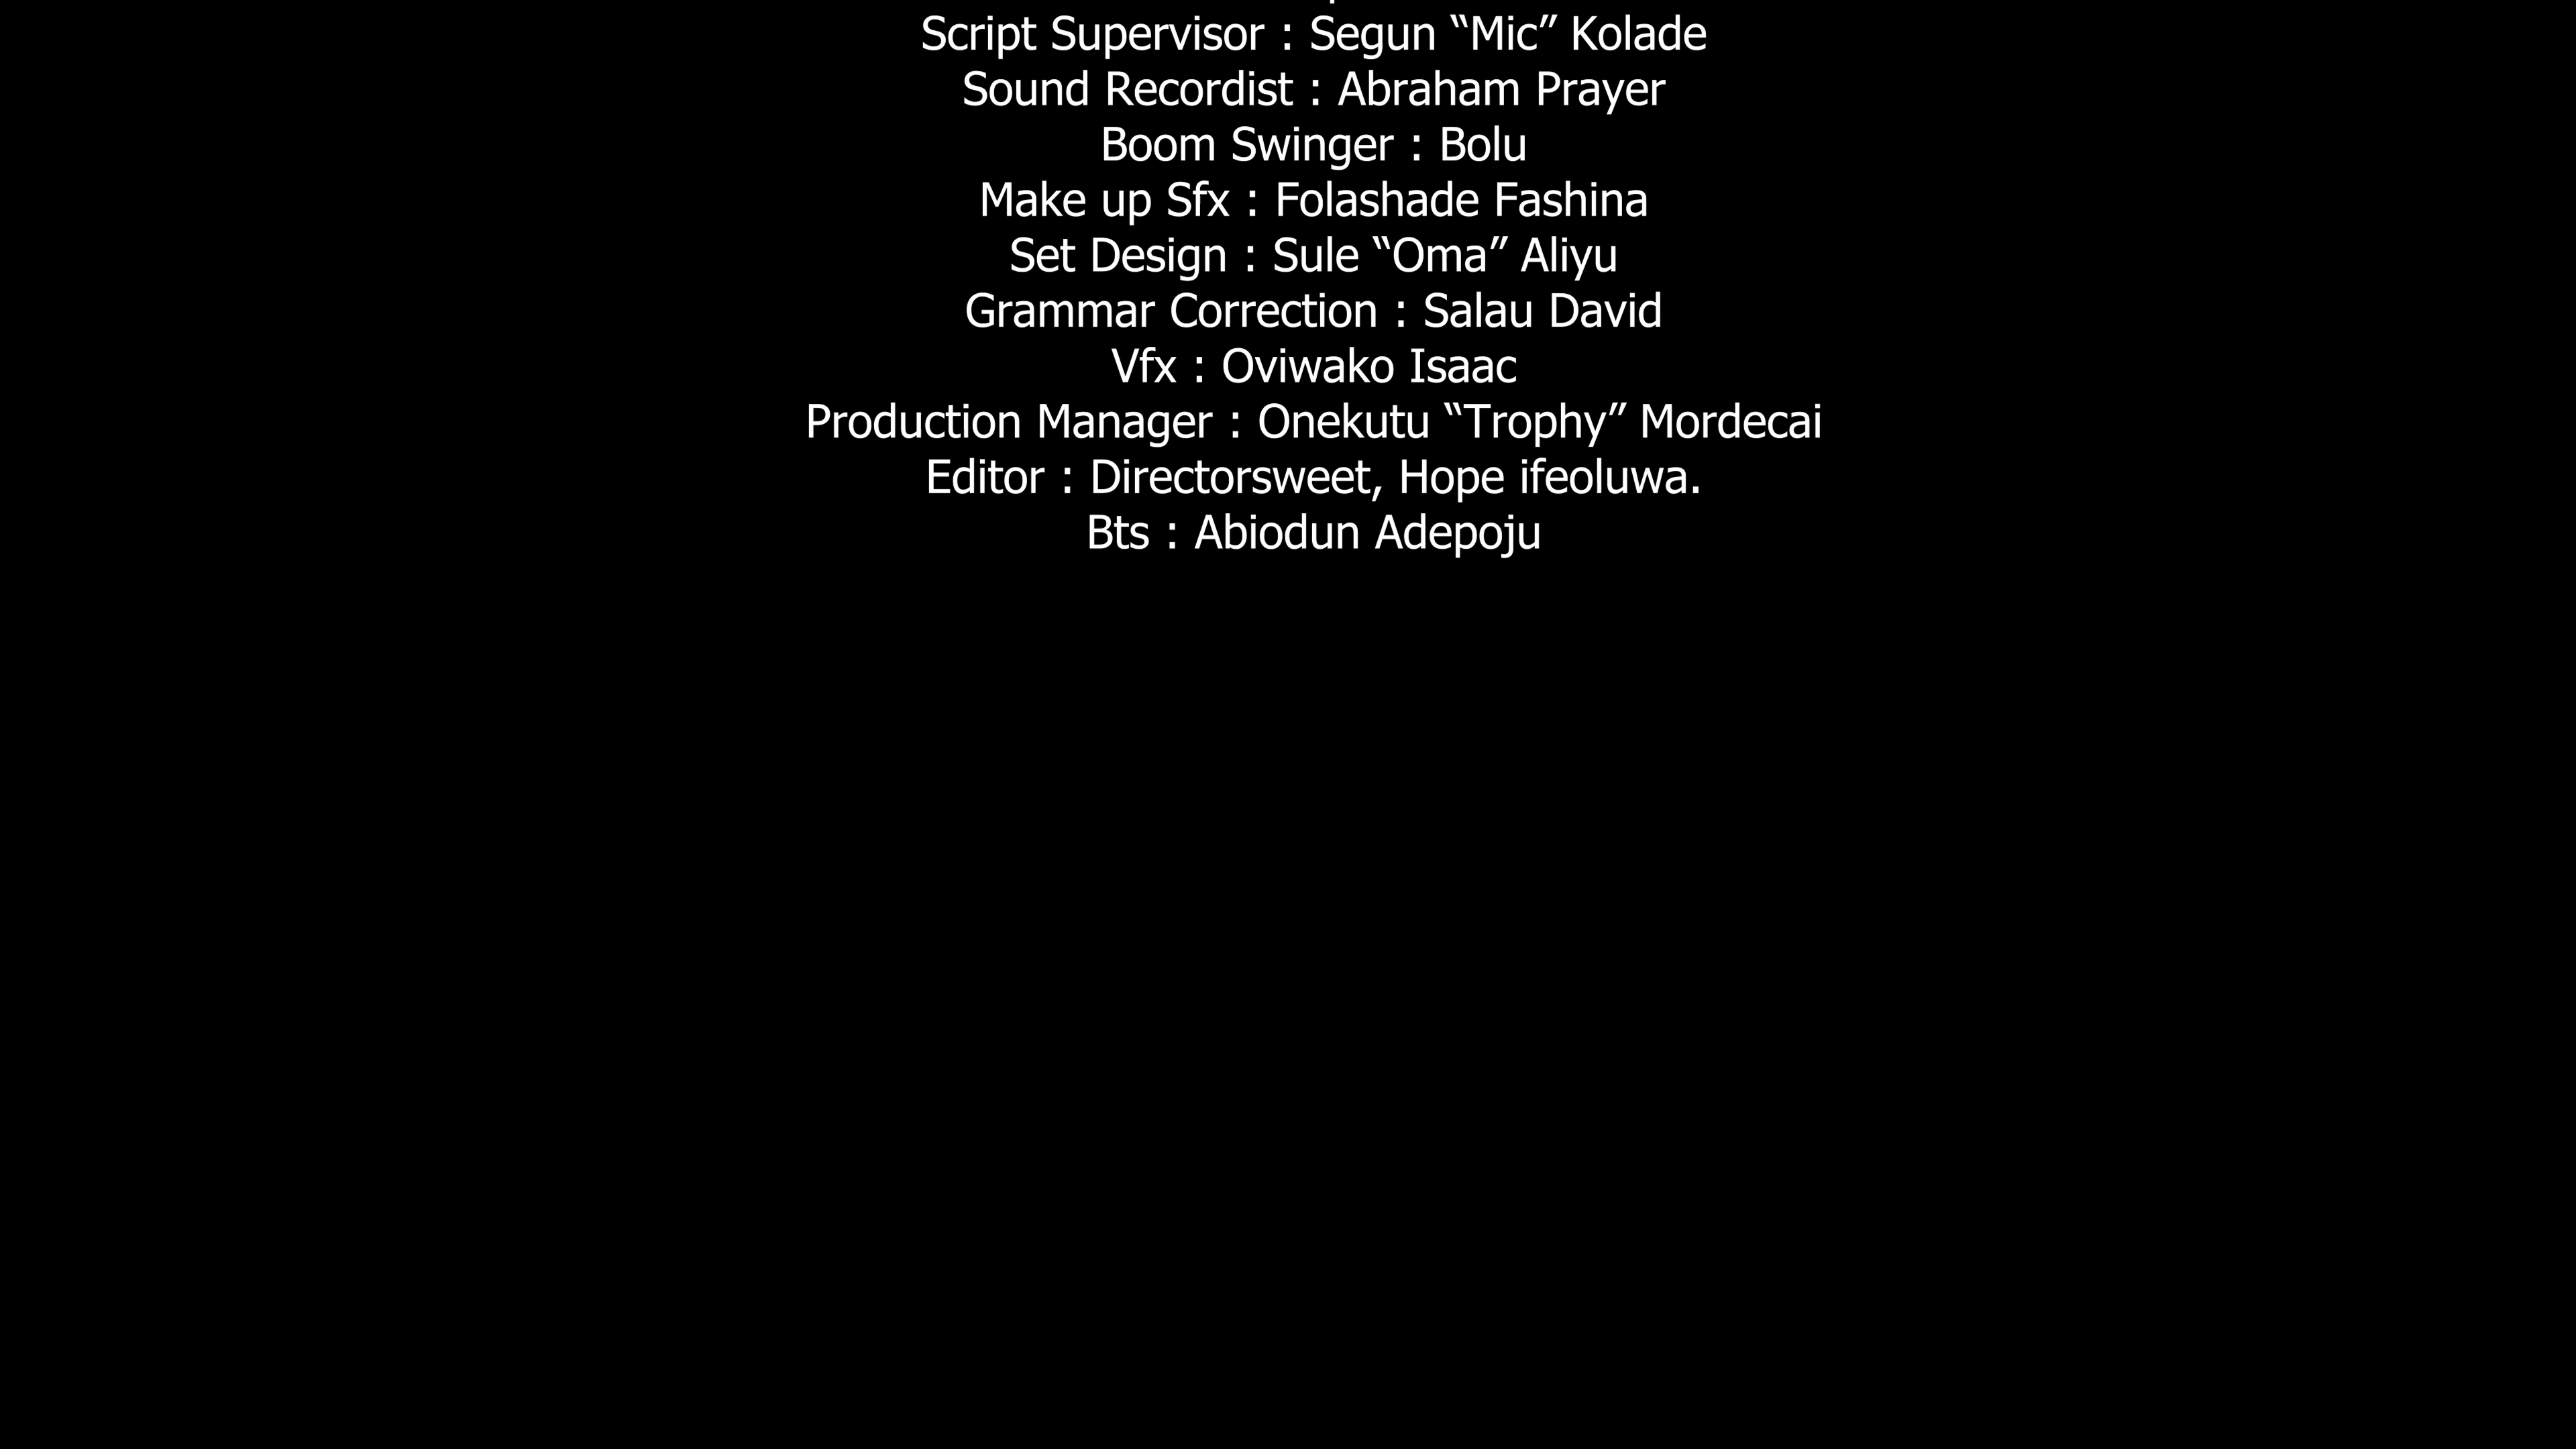 Script Supervisor : Segun “Mic” Kolade
Sound Recordist : Abraham Prayer
Boom Swinger : Bolu
Make up Sfx : Folashade Fashina
Set Design : Sule “Oma” Aliyu
Grammar Correction : Salau David
Vfx : Oviwako Isaac
Production Manager : Onekutu “Trophy” Mordecai
Editor : Directorsweet, Hope ifeoluwa.
Bts : Abiodun Adepoju